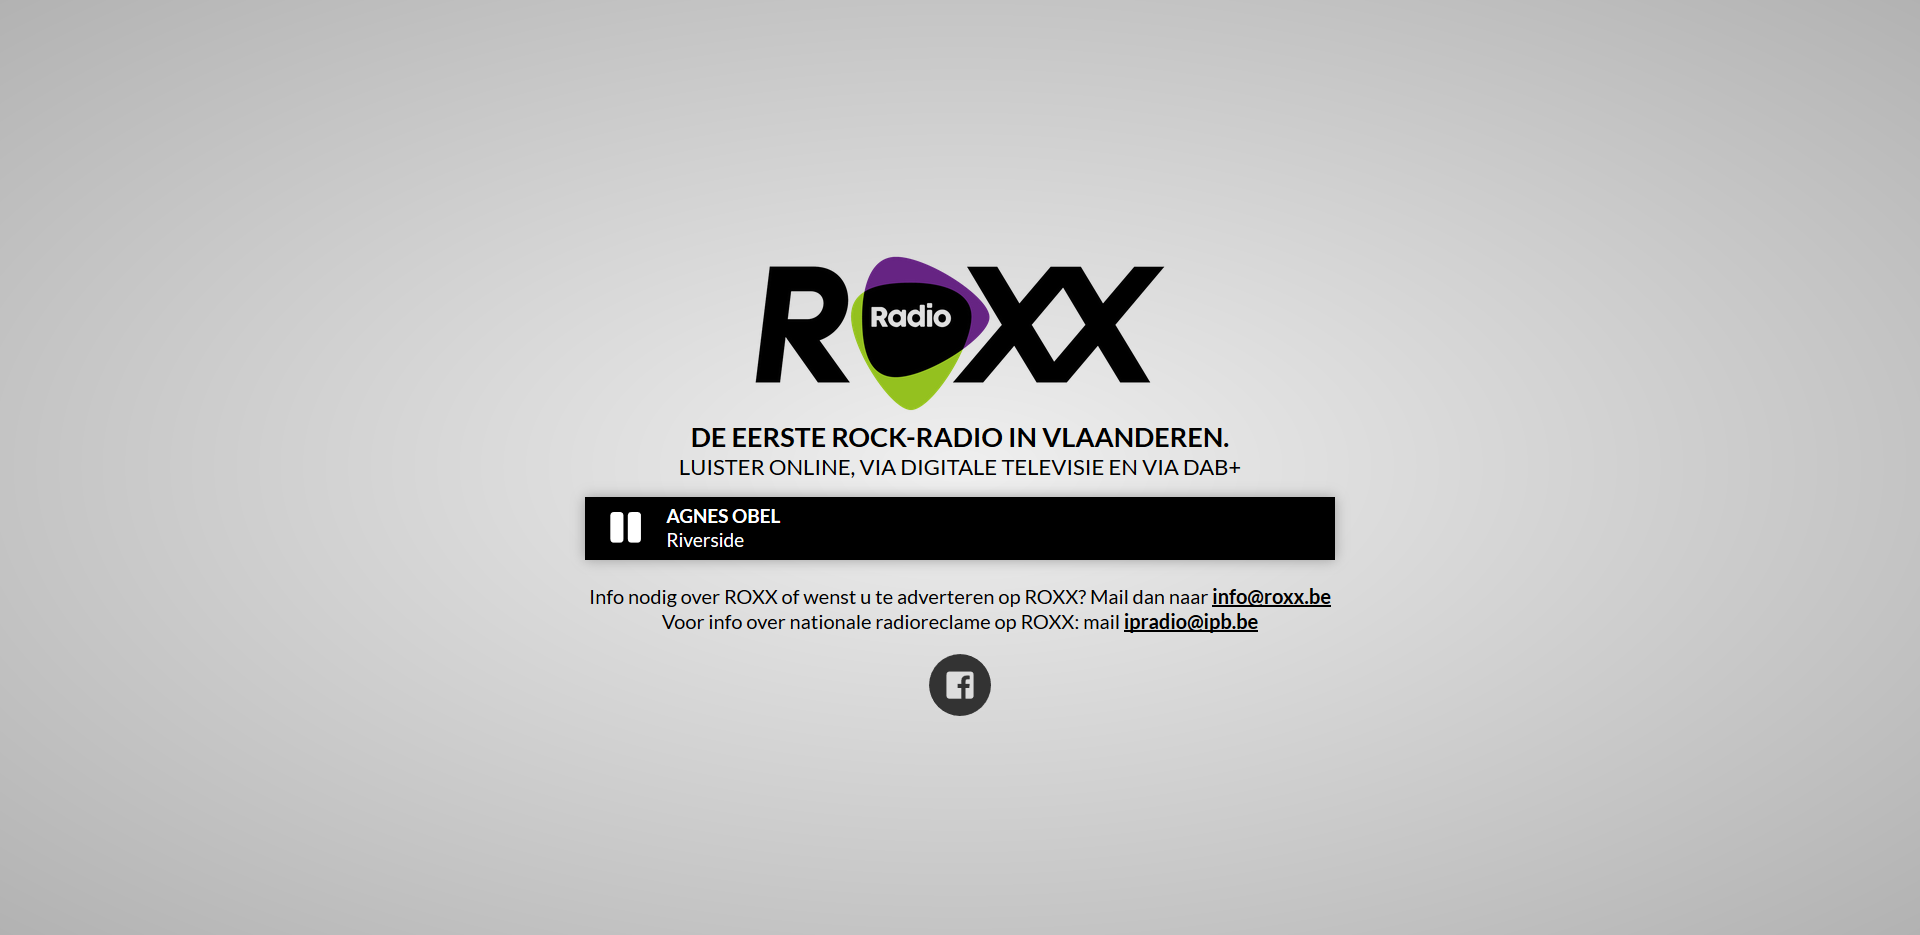 ROXX
Radio
DE EERSTE ROCK-RADIO IN VLAANDEREN.
LUISTER ONLINE, VIA DIGITALE TELEVISIE EN VIA DAB+
AGNES OBEL
Riverside
Info nodig over ROXX of wenst u te adverteren op ROXX? Mail dan naar info@roxx.be
Voor info over nationale radioreclame op ROXX: mail ipradio@ipb.be